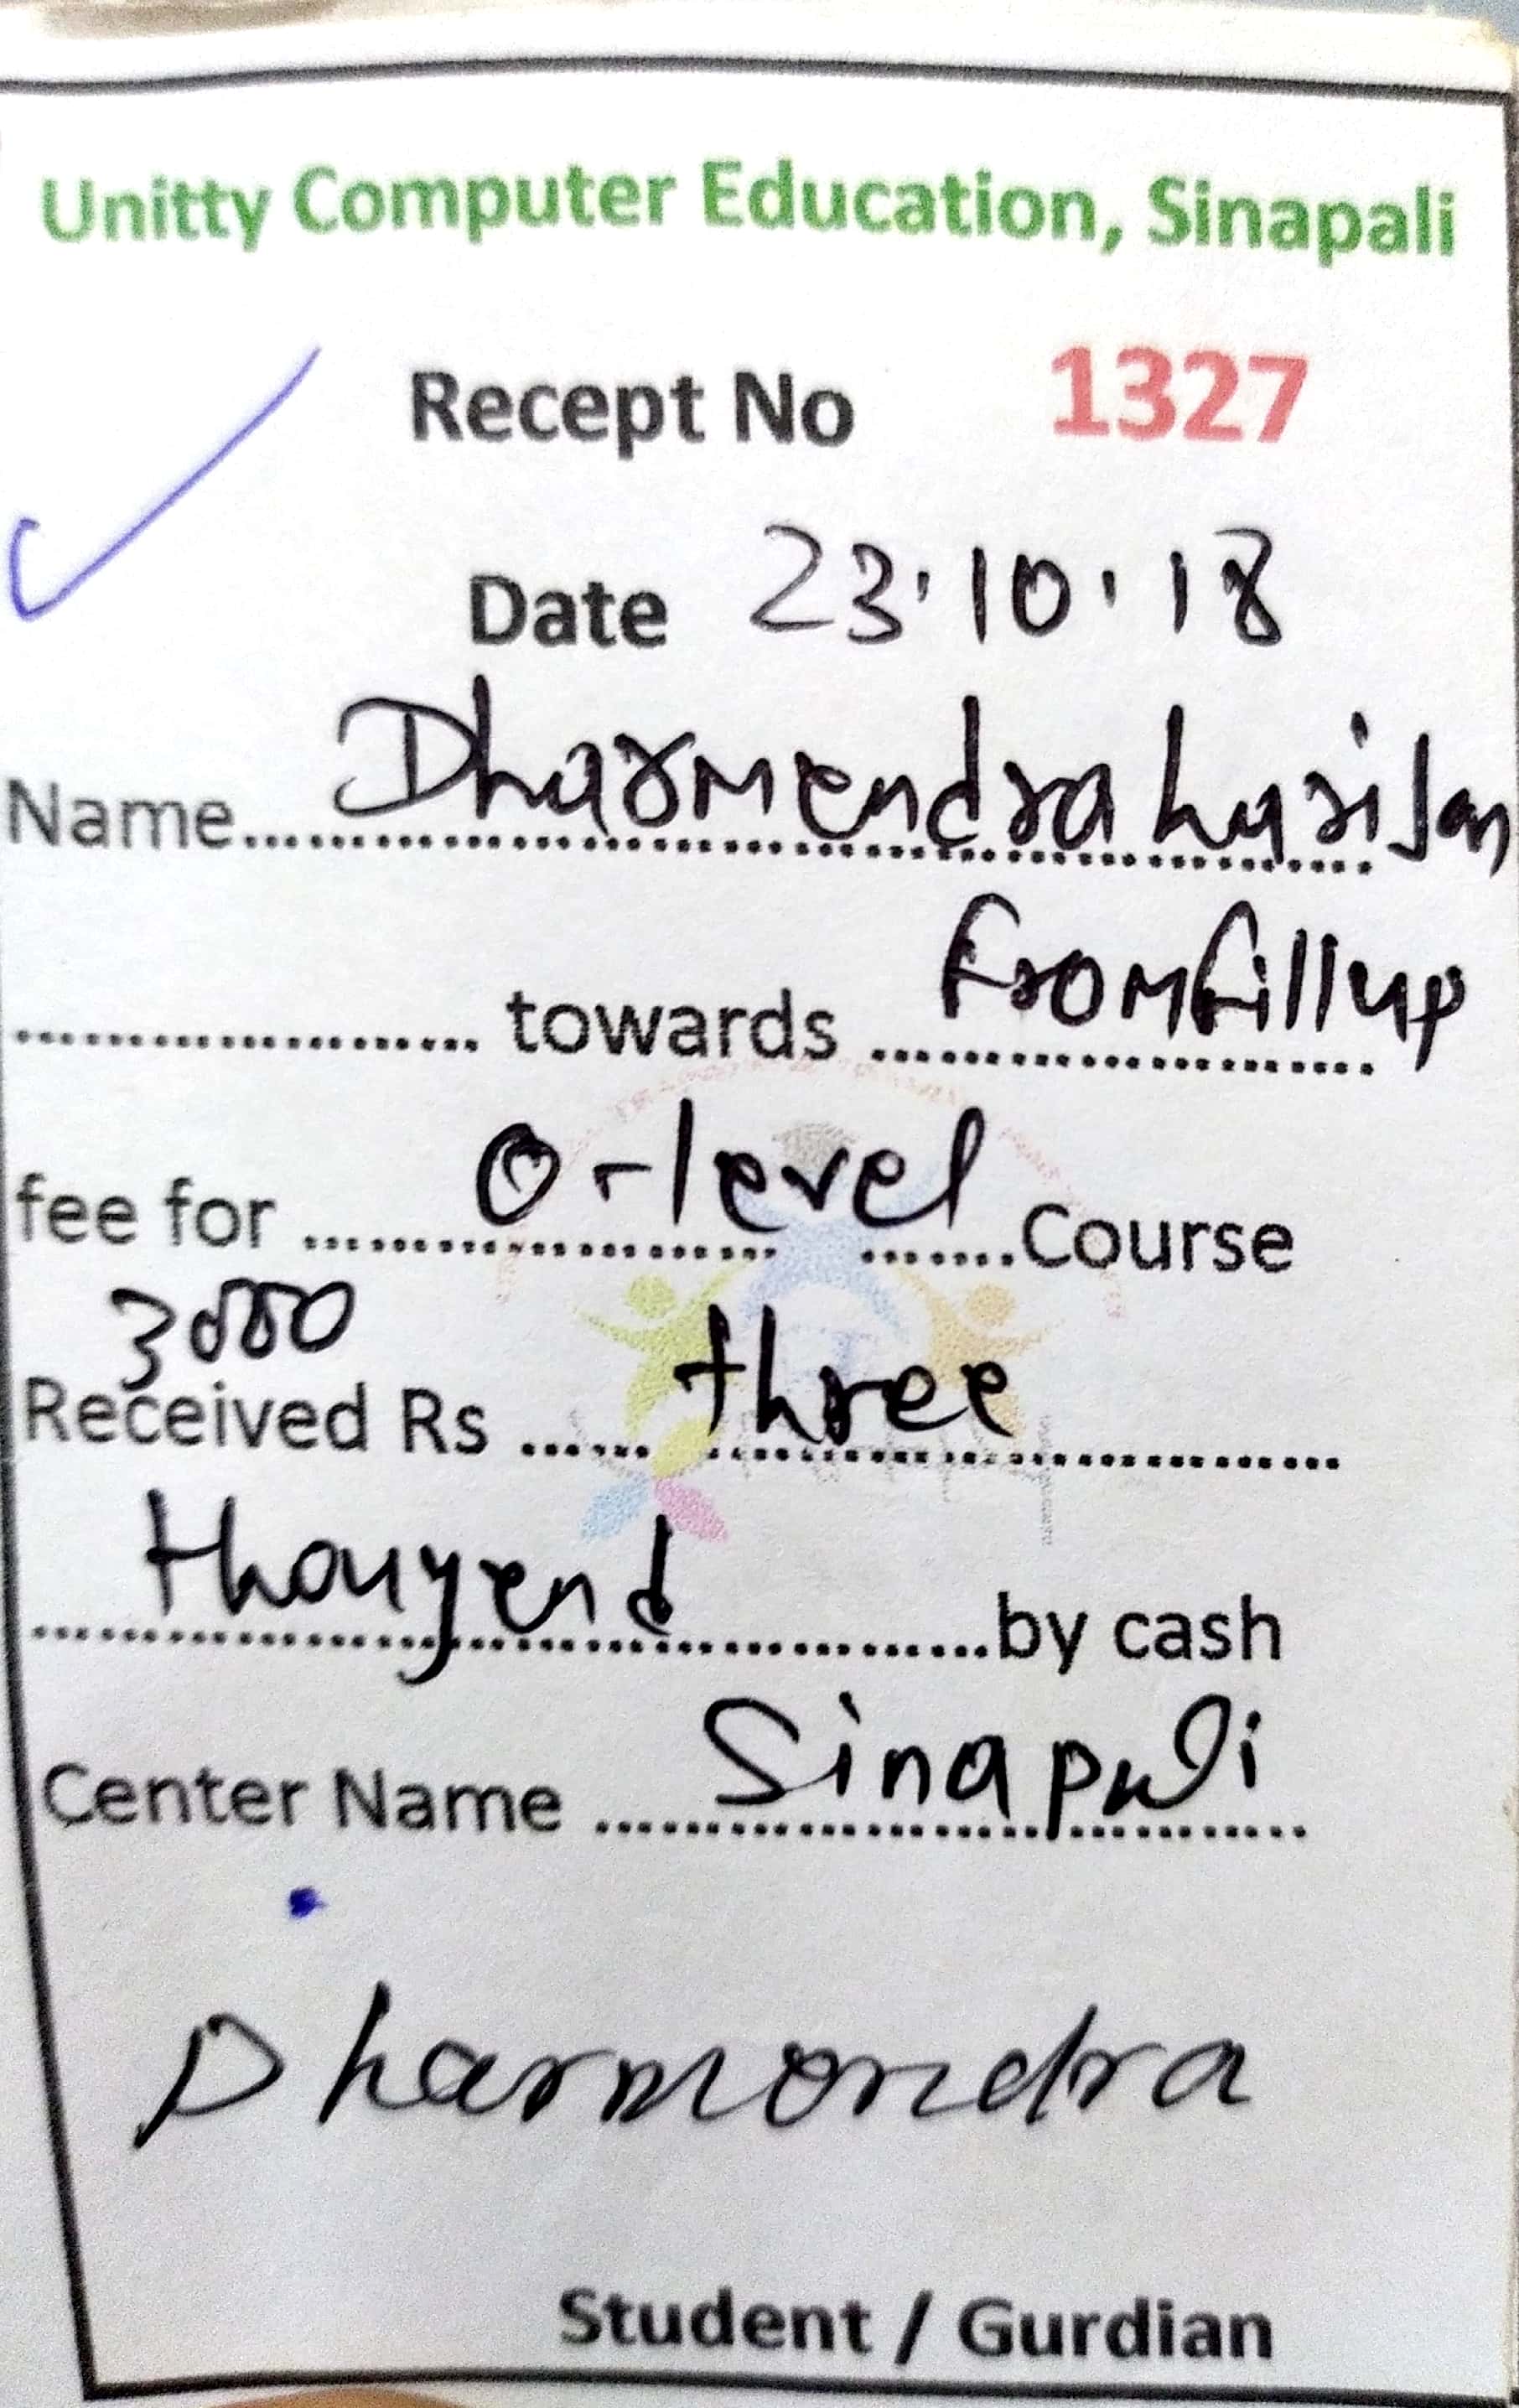 Unitty Computer Education, Sinapali
Recept No 1327
Date 23.10.18
Name.......Dharmendra harijan
.......towards ....... fromfillup
fee for ....... O-level .......Course
3000
Received Rs ....... three
thousend .......by cash
Center Name ....... Sinapali
Dharmendra
Student / Gurdian